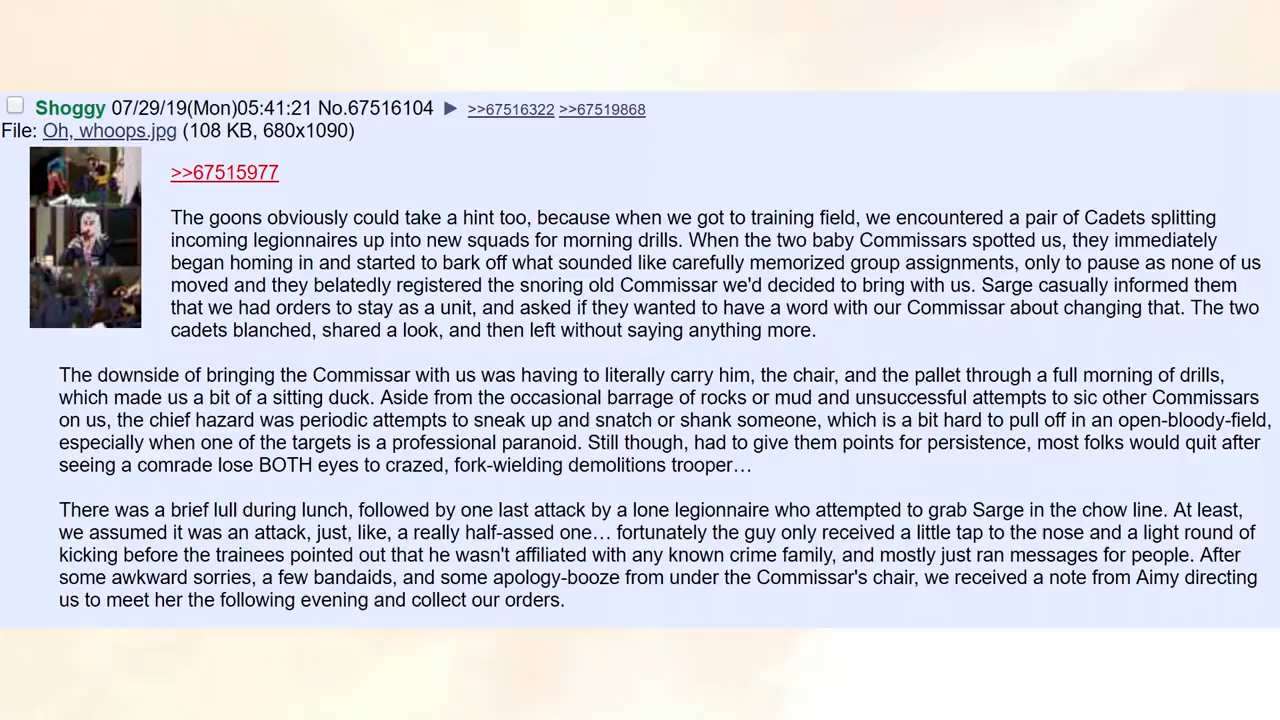 Shoggy 07/29/19(Mon)05:41:21 No.67516104 ▶ >>67516322 >>67519868
File: Oh, whoops.jpg (108 KB, 680x1090)
>>67515977
The goons obviously could take a hint too, because when we got to training field, we encountered a pair of Cadets splitting
incoming legionnaires up into new squads for morning drills. When the two baby Commissars spotted us, they immediately
began homing in and started to bark off what sounded like carefully memorized group assignments, only to pause as none of us
moved and they belatedly registered the snoring old Commissar we'd decided to bring with us. Sarge casually informed them
that we had orders to stay as a unit, and asked if they wanted to have a word with our Commissar about changing that. The two
cadets blanched, shared a look, and then left without saying anything more.
The downside of bringing the Commissar with us was having to literally carry him, the chair, and the pallet through a full morning of drills,
which made us a bit of a sitting duck. Aside from the occasional barrage of rocks or mud and unsuccessful attempts to sic other Commissars
on us, the chief hazard was periodic attempts to sneak up and snatch or shank someone, which is a bit hard to pull off in an open-bloody-field,
especially when one of the targets is a professional paranoid. Still though, had to give them points for persistence, most folks would quit after
seeing a comrade lose BOTH eyes to crazed, fork-wielding demolitions trooper…
There was a brief lull during lunch, followed by one last attack by a lone legionnaire who attempted to grab Sarge in the chow line. At least,
we assumed it was an attack, just, like, a really half-assed one… fortunately the guy only received a little tap to the nose and a light round of
kicking before the trainees pointed out that he wasn't affiliated with any known crime family, and mostly just ran messages for people. After
some awkward sorries, a few bandaids, and some apology-booze from under the Commissar's chair, we received a note from Aimy directing
us to meet her the following evening and collect our orders.